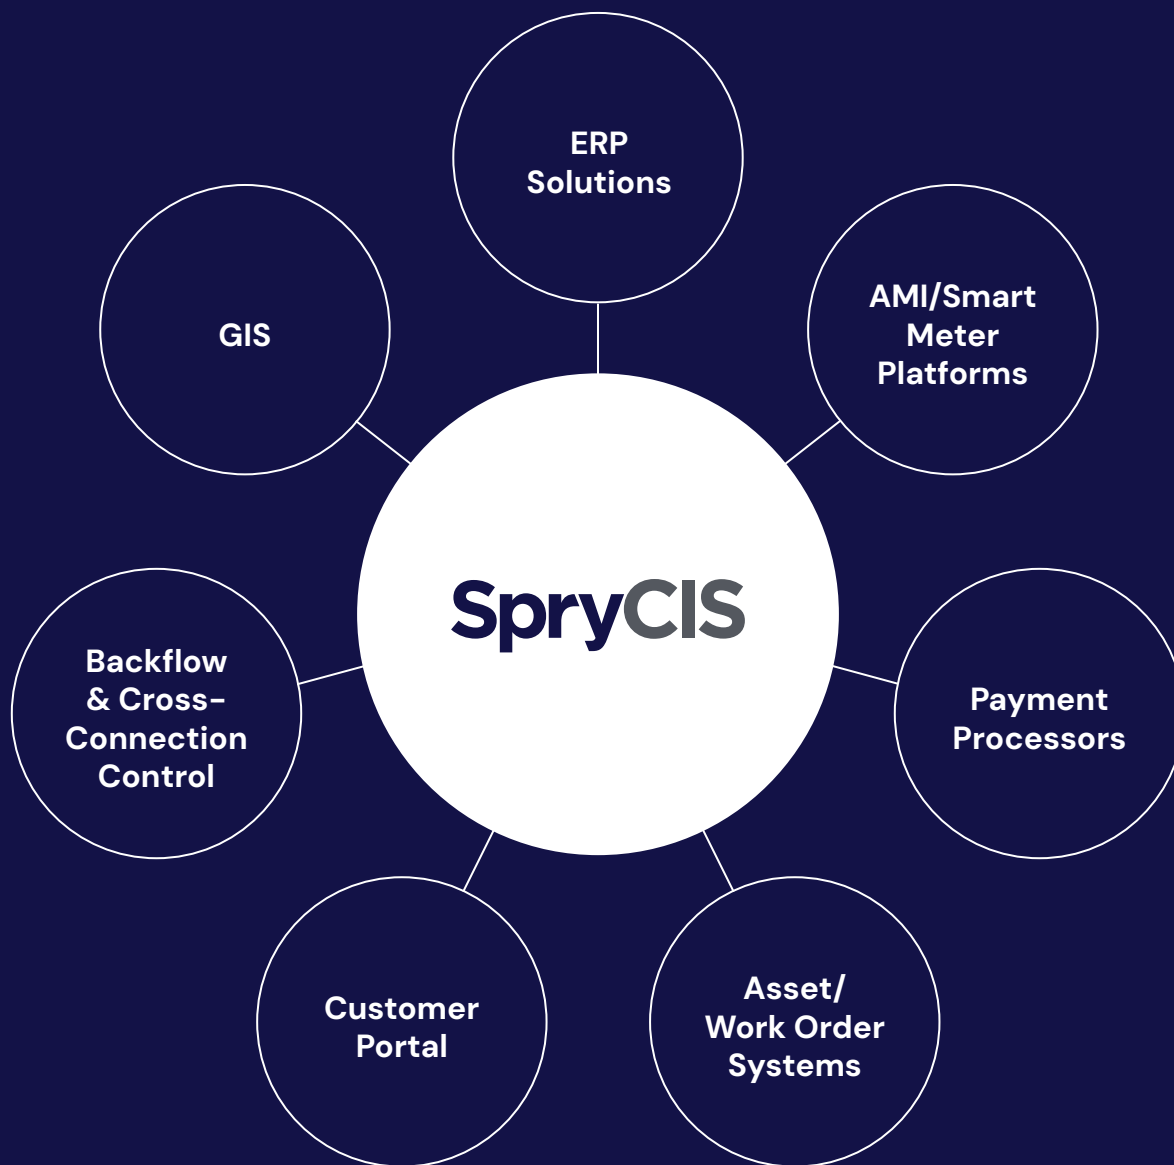 ERP
Solutions
AMI/Smart
Meter
Platforms
GIS
SpryCIS
Backflow
& Cross-
Connection
Control
Payment
Processors
Customer
Portal
Asset/
Work Order
Systems